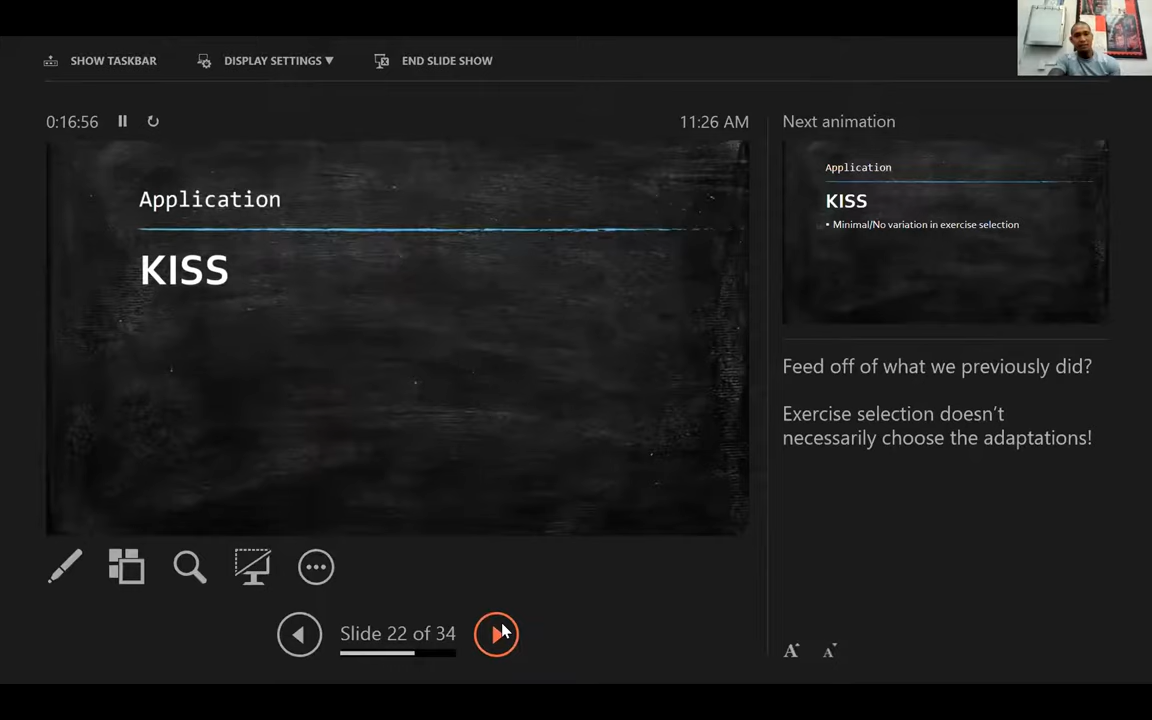 SHOW TASKBAR
DISPLAY SETTINGS ▼
END SLIDE SHOW
0:16:56
11:26 AM
Application
KISS
Next animation
Application
KISS
• Minimal/No variation in exercise selection
Feed off of what we previously did?
Exercise selection doesn't
necessarily choose the adaptations!
Slide 22 of 34
A
A